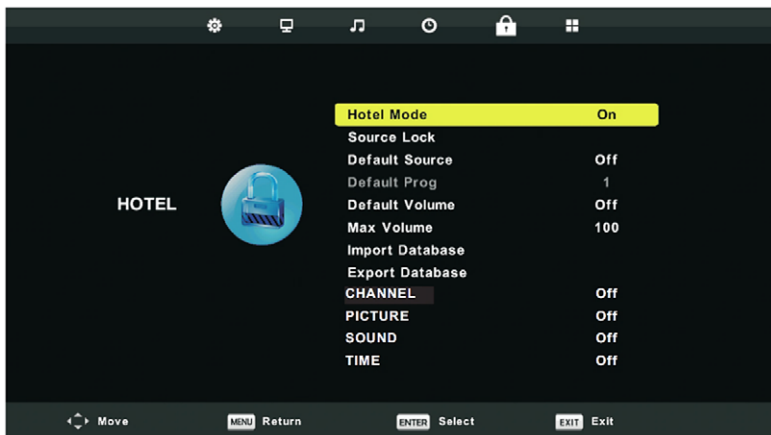 Hotel Mode On
Source Lock
Default Source Off
Default Prog 1
HOTEL
Default Volume Off
Max Volume 100
Import Database
Export Database
CHANNEL Off
PICTURE Off
SOUND Off
TIME Off
Move MENU Return ENTER Select EXIT Exit